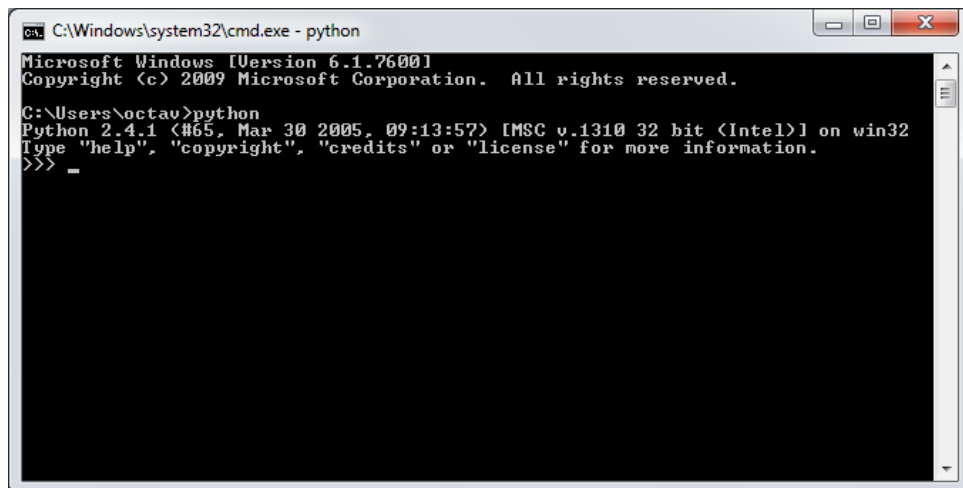 C:\Windows\system32\cmd.exe - python
Microsoft Windows [Version 6.1.7600]
Copyright (c) 2009 Microsoft Corporation.  All rights reserved.
C:\Users\octav>python
Python 2.4.1 (#65, Mar 30 2005, 09:13:57) [MSC v.1310 32 bit (Intel)] on win32
Type "help", "copyright", "credits" or "license" for more information.
>>> _